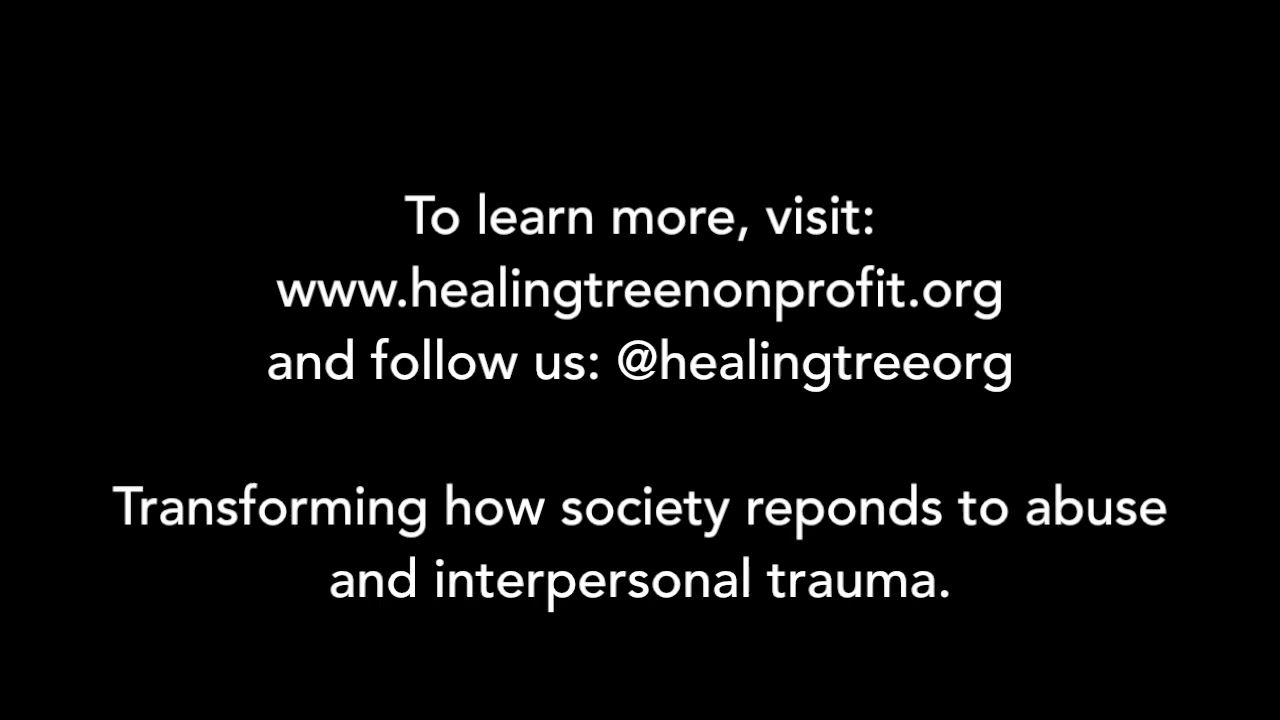 To learn more, visit:
www.healingtreenonprofit.org
and follow us: @healingtreeorg
Transforming how society reponds to abuse
and interpersonal trauma.